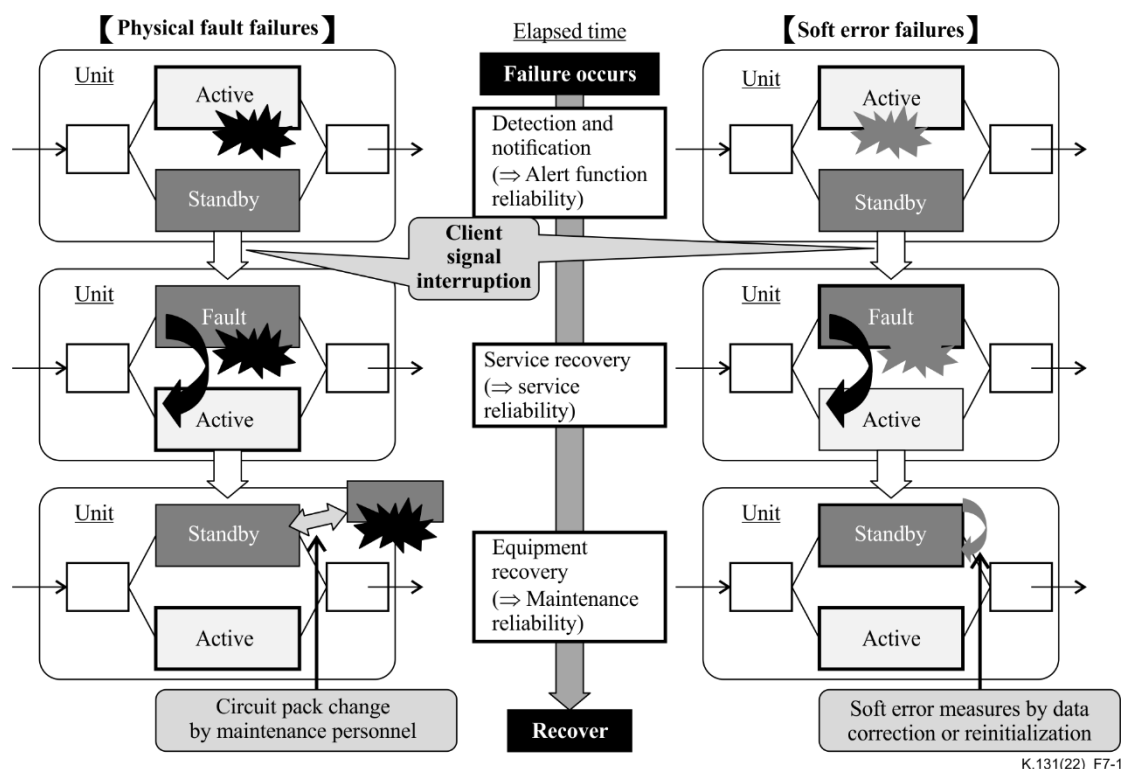 【Physical fault failures】
Unit
Active
Standby
Unit
Fault
Active
Unit
Standby
Active
Circuit pack change
by maintenance personnel
Elapsed time
Failure occurs
Detection and
notification
(⇒ Alert function
reliability)
Client
signal
interruption
Service recovery
(⇒ service
reliability)
Equipment
recovery
(⇒ Maintenance
reliability)
Recover
【Soft error failures】
Unit
Active
Standby
Unit
Fault
Active
Unit
Standby
Active
Soft error measures by data
correction or reinitialization
K.131(22)_F7-1